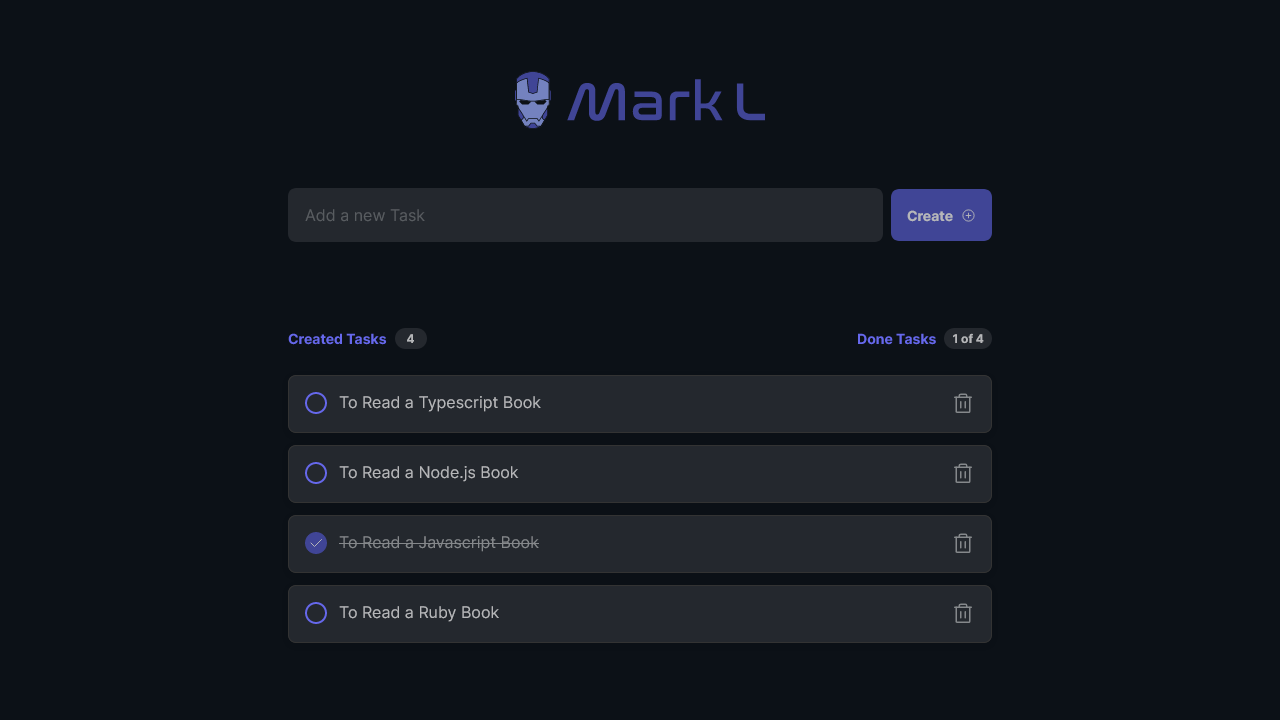 Mark L
Add a new Task
Create
Created Tasks 4
Done Tasks 1 of 4
To Read a Typescript Book
To Read a Node.js Book
To Read a Javascript Book
To Read a Ruby Book